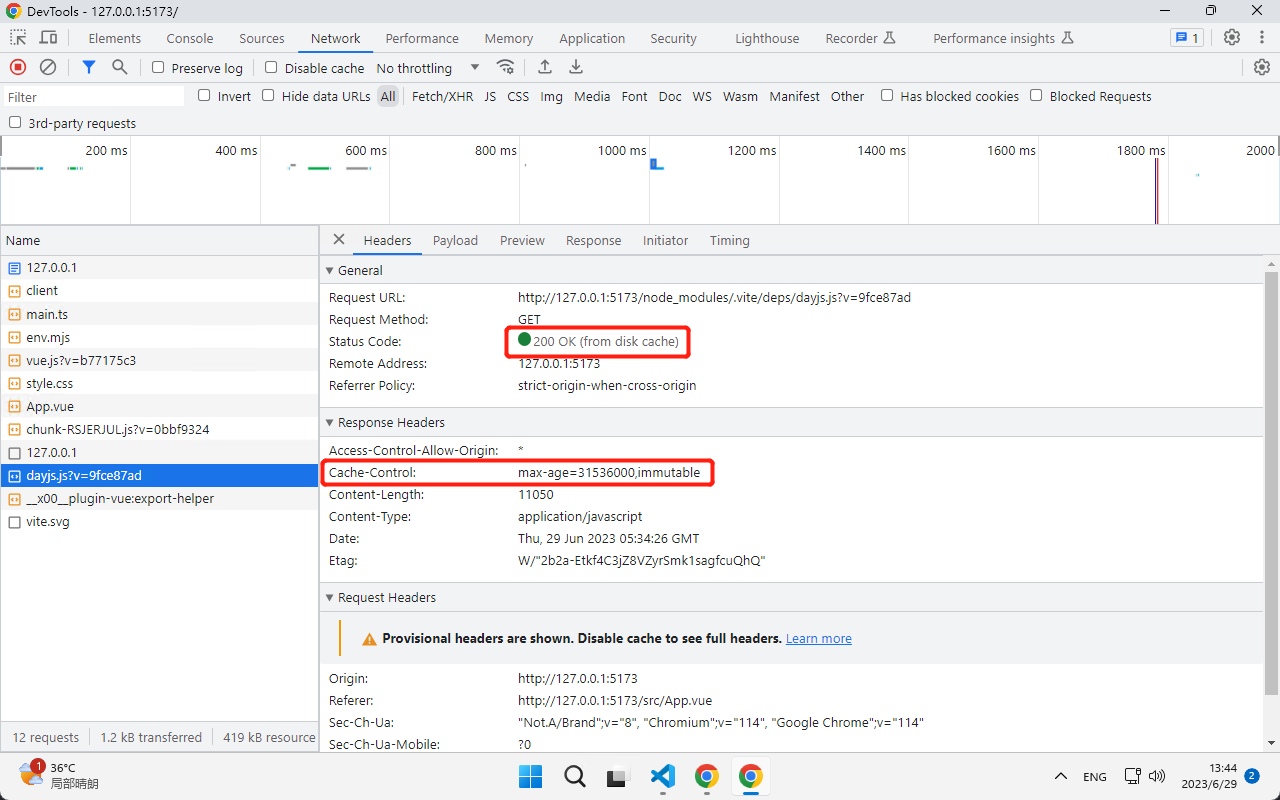 DevTools - 127.0.0.1:5173/
Elements Console Sources Network Performance Memory Application Security Lighthouse Recorder Performance insights 1
Preserve log Disable cache No throttling
Filter Invert Hide data URLs All Fetch/XHR JS CSS Img Media Font Doc WS Wasm Manifest Other Has blocked cookies Blocked Requests
3rd-party requests
200 ms 400 ms 600 ms 800 ms 1000 ms 1200 ms 1400 ms 1600 ms 1800 ms 2000
Name
127.0.0.1
client
main.ts
env.mjs
vue.js?v=b77175c3
style.css
App.vue
chunk-RSJERJUL.js?v=0bbf9324
127.0.0.1
dayjs.js?v=9fce87ad
__x00__plugin-vue:export-helper
vite.svg
12 requests 1.2 kB transferred 419 kB resource
Headers Payload Preview Response Initiator Timing
General
Request URL: http://127.0.0.1:5173/node_modules/.vite/deps/dayjs.js?v=9fce87ad
Request Method: GET
Status Code: 200 OK (from disk cache)
Remote Address: 127.0.0.1:5173
Referrer Policy: strict-origin-when-cross-origin
Response Headers
Access-Control-Allow-Origin: *
Cache-Control: max-age=31536000,immutable
Content-Length: 11050
Content-Type: application/javascript
Date: Thu, 29 Jun 2023 05:34:26 GMT
Etag: W/"2b2a-Etkf4C3jZ8VZyrSmk1sagfcuQhQ"
Request Headers
Provisional headers are shown. Disable cache to see full headers. Learn more
Origin: http://127.0.0.1:5173
Referer: http://127.0.0.1:5173/src/App.vue
Sec-Ch-Ua: "Not.A/Brand";v="8", "Chromium";v="114", "Google Chrome";v="114"
Sec-Ch-Ua-Mobile: ?0
1 36°C
局部晴朗
ENG
13:44
2023/6/29
2